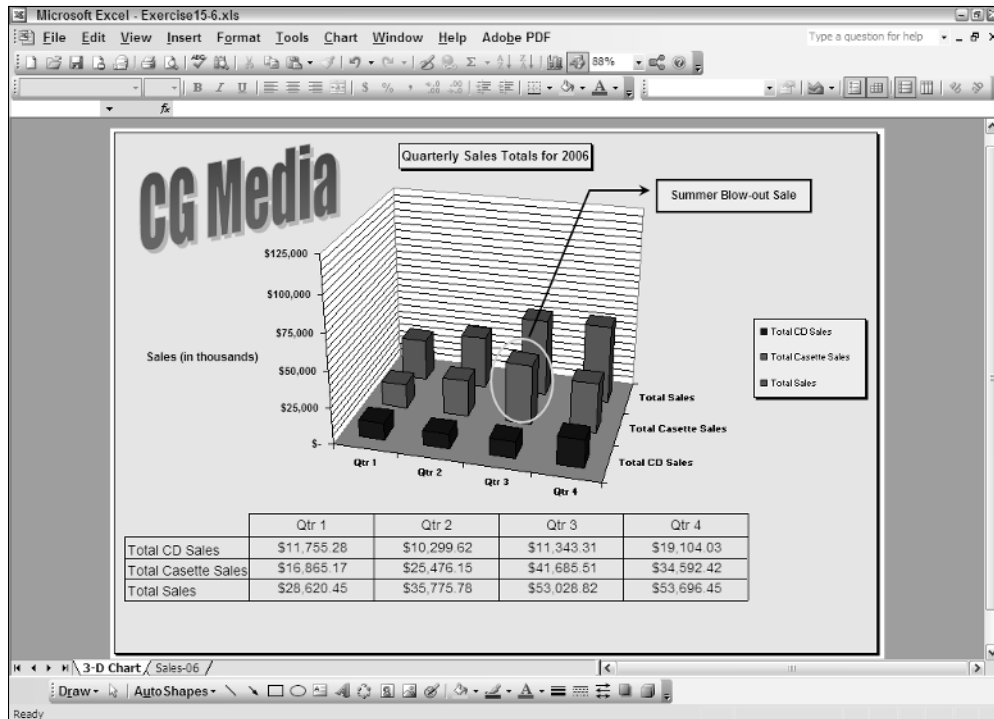 Microsoft Excel - Exercise15-6.xls
File Edit View Insert Format Tools Chart Window Help Adobe PDF
Type a question for help
88%
B I U $ % ,
fx
CG Media
Quarterly Sales Totals for 2006
Summer Blow-out Sale
$125,000
$100,000
$75,000
$50,000
$25,000
$-
Sales (in thousands)
Total CD Sales
Total Casette Sales
Total Sales
Total Sales
Total Casette Sales
Total CD Sales
Qtr 1
Qtr 2
Qtr 3
Qtr 4
Qtr 1 Qtr 2 Qtr 3 Qtr 4
Total CD Sales $11,755.28 $10,299.62 $11,343.31 $19,104.03
Total Casette Sales $16,865.17 $25,476.15 $41,685.51 $34,592.42
Total Sales $28,620.45 $35,775.78 $53,028.82 $53,696.45
3-D Chart Sales-06
Draw AutoShapes
Ready